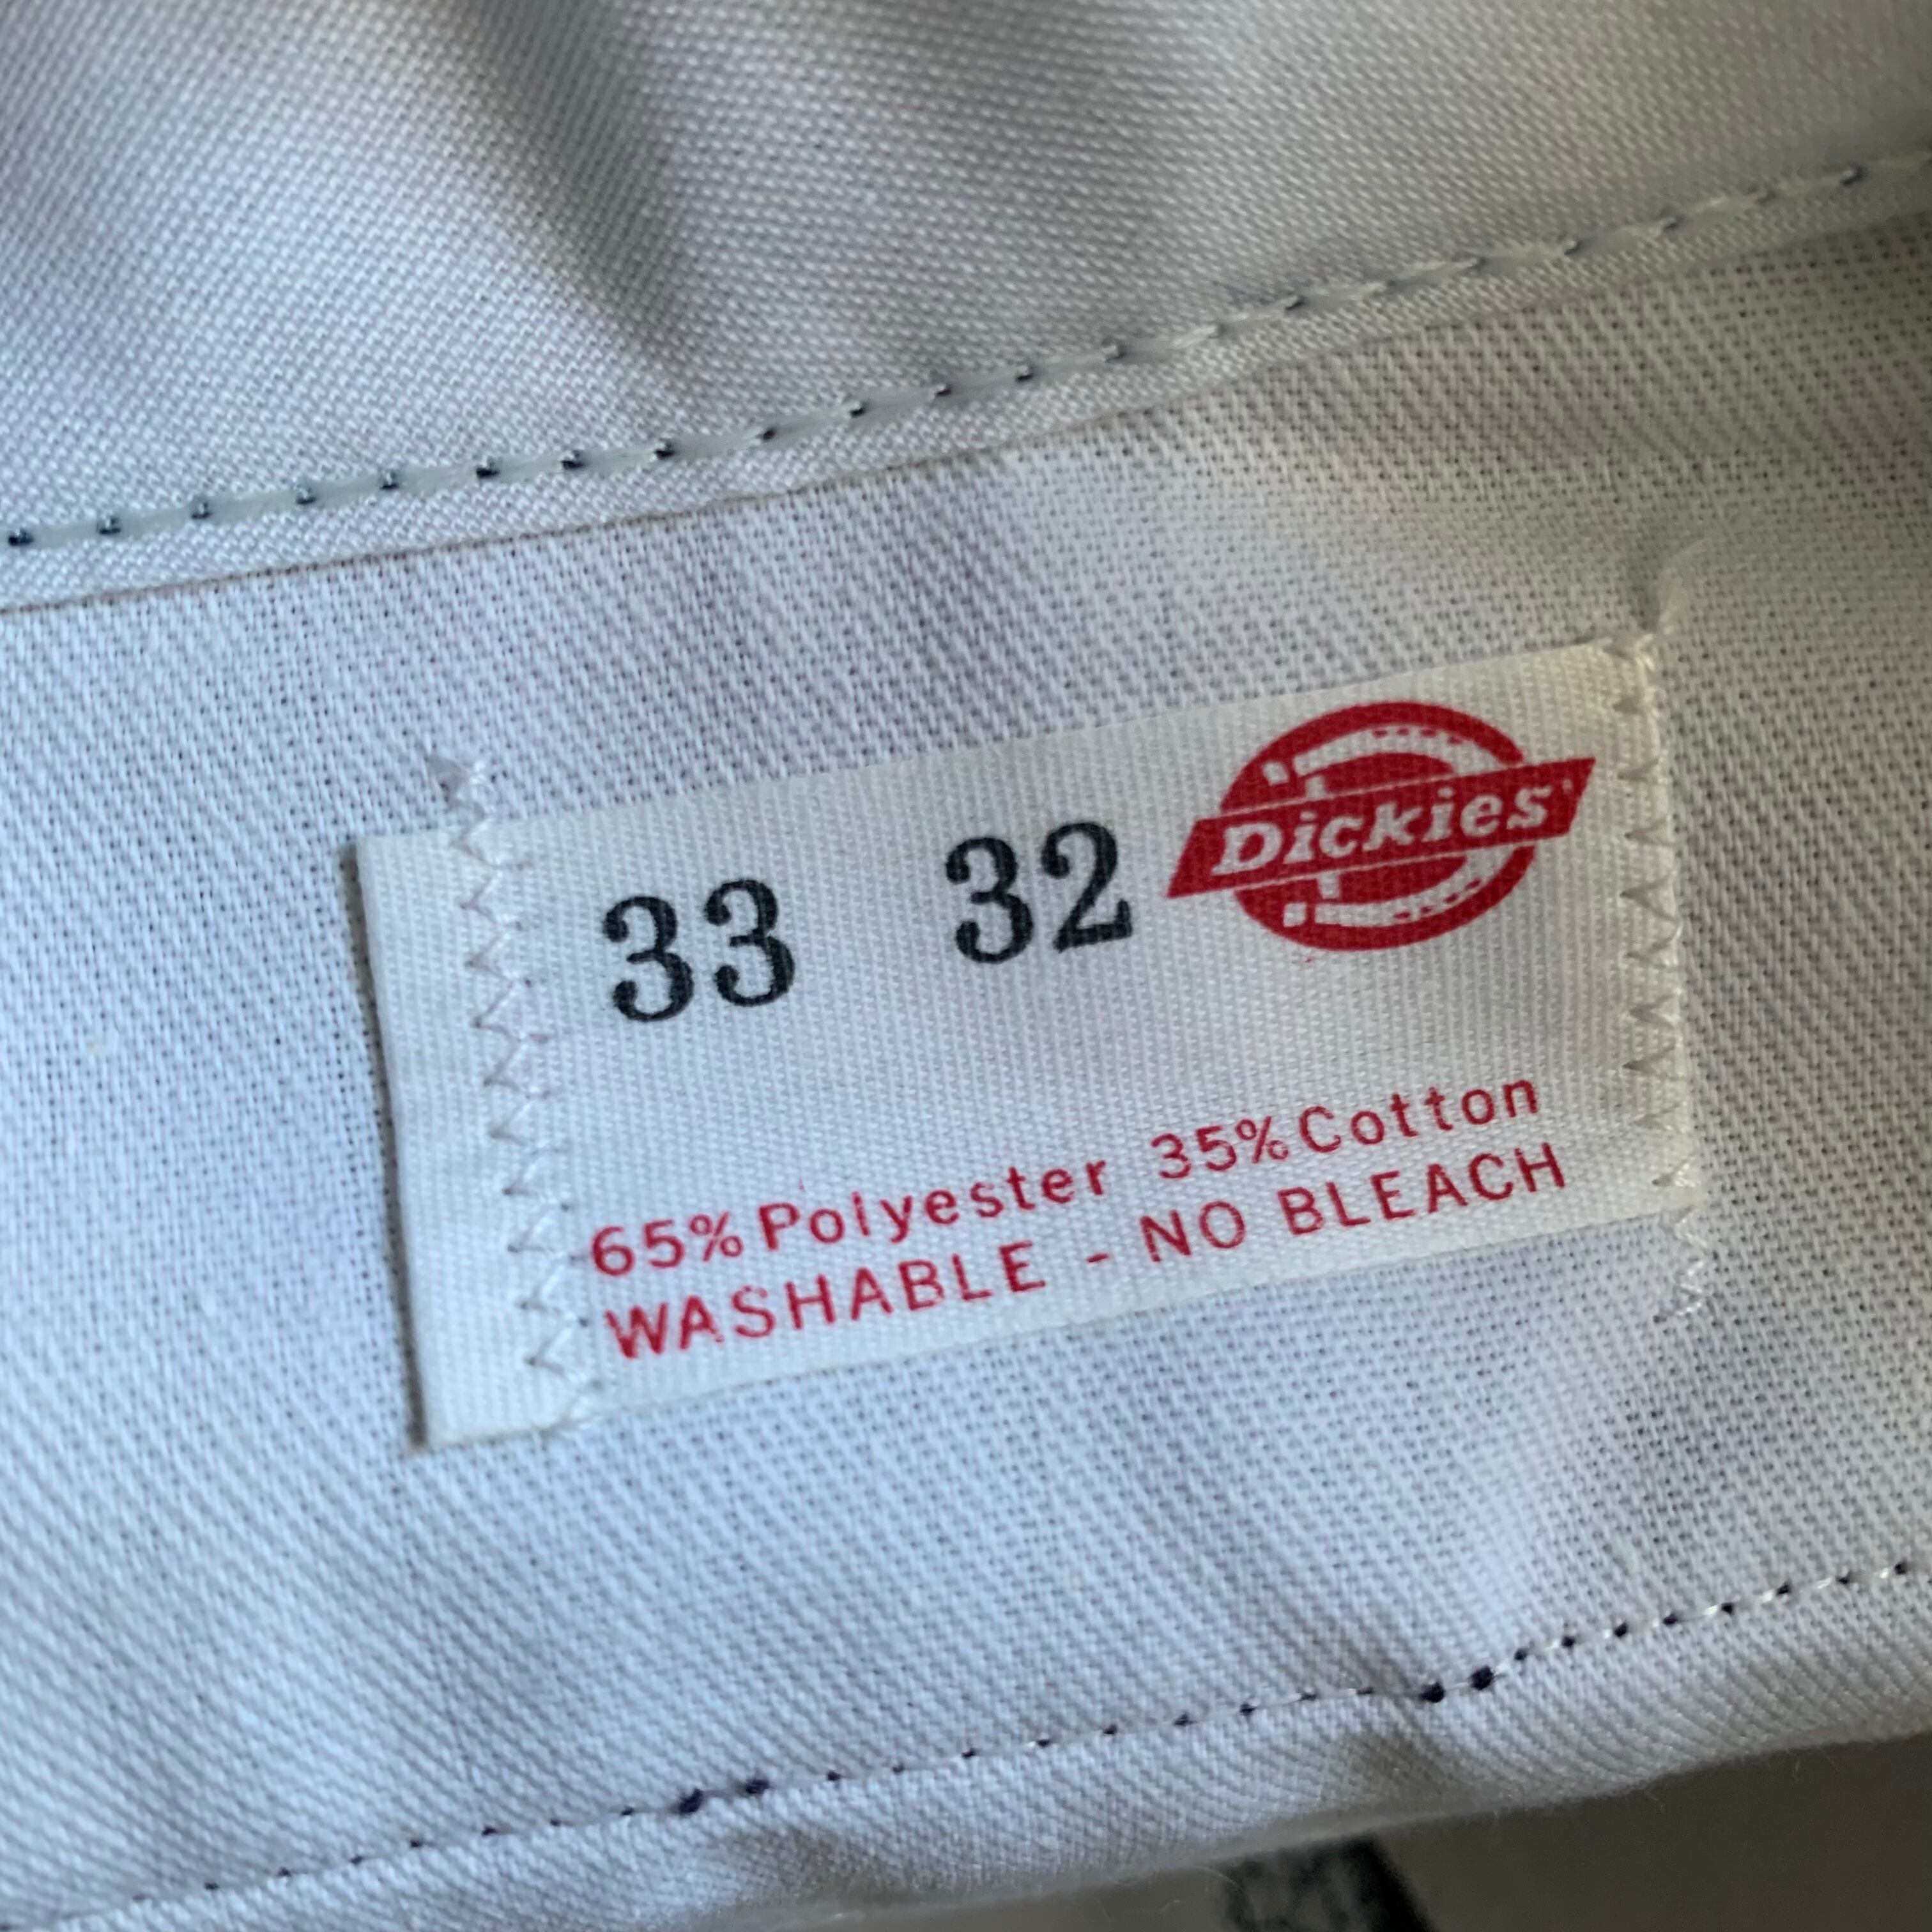 33 32 Dickies
65% Polyester 35% Cotton
WASHABLE - NO BLEACH